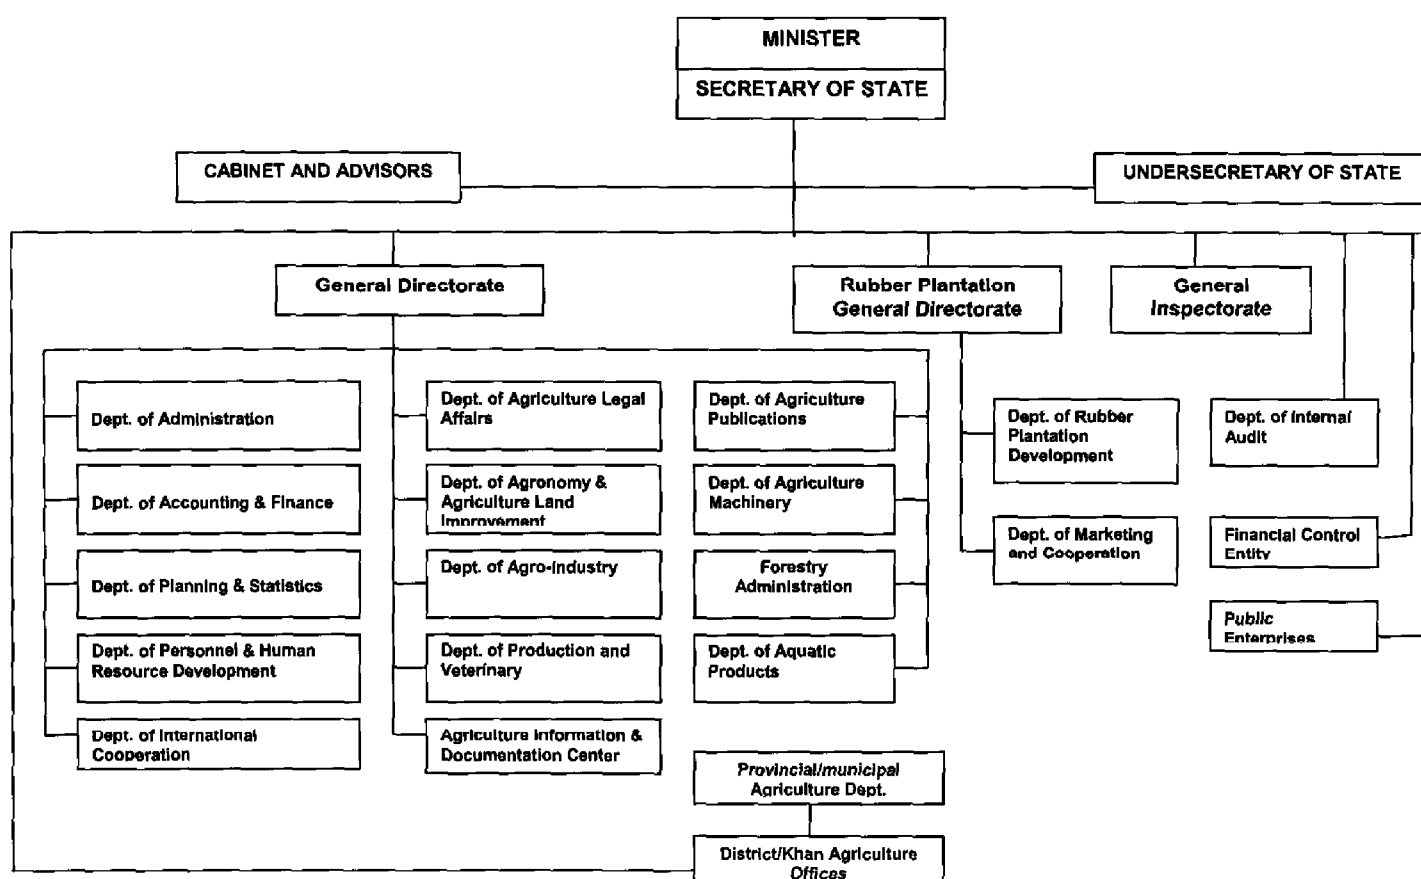 MINISTER
SECRETARY OF STATE
CABINET AND ADVISORS
UNDERSECRETARY OF STATE
General Directorate
Rubber Plantation
General Directorate
General
Inspectorate
Dept. of Administration
Dept. of Accounting & Finance
Dept. of Planning & Statistics
Dept. of Personnel & Human
Resource Development
Dept. of International
Cooperation
Dept. of Agriculture Legal
Affairs
Dept. of Agronomy &
Agriculture Land
Improvement
Dept. of Agro-industry
Dept. of Production and
Veterinary
Agriculture Information &
Documentation Center
Dept. of Agriculture
Publications
Dept. of Agriculture
Machinery
Forestry
Administration
Dept. of Aquatic
Products
Provincial/municipal
Agriculture Dept.
District/Khan Agriculture
Offices
Dept. of Rubber
Plantation
Development
Dept. of Marketing
and Cooperation
Dept. of Internal
Audit
Financial Control
Entity
Public
Enterprises